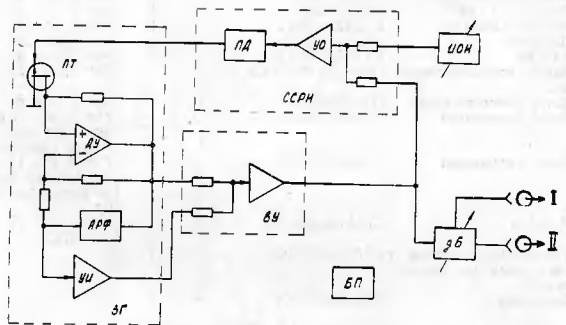 ПТ
ПД
УО
ИОН
ССРН
+
ДУ
−
АРФ
УИ
ЗГ
ВУ
БП
дБ
I
II